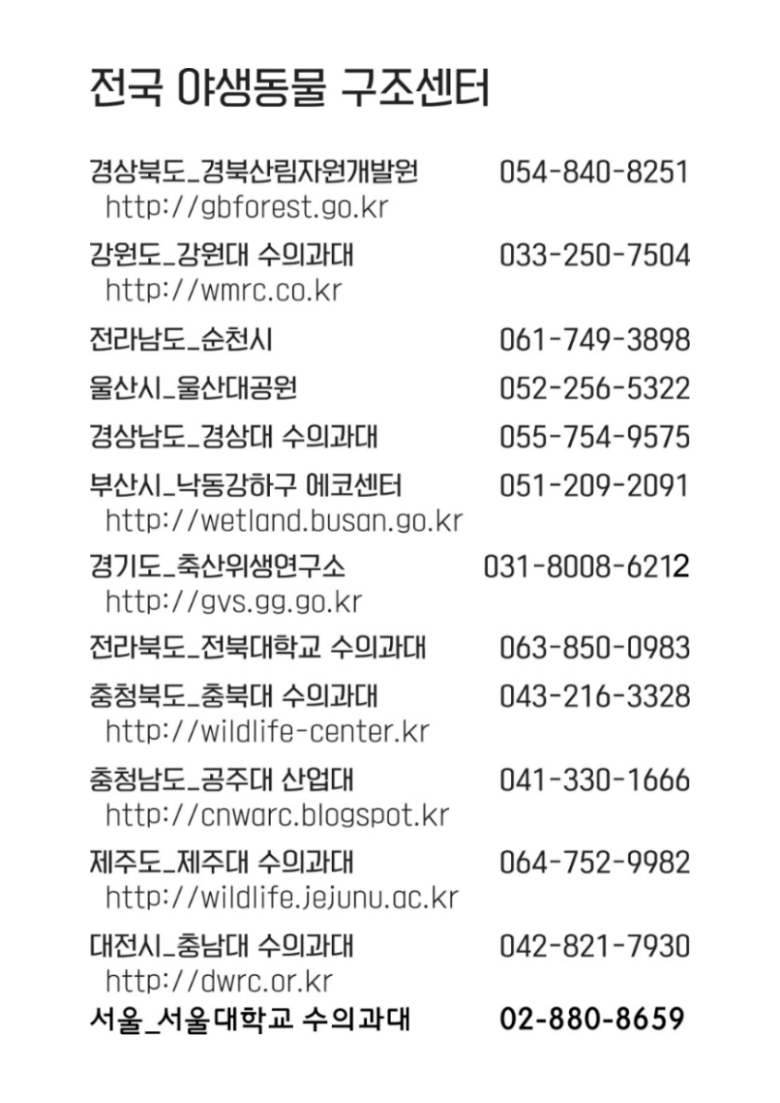 전국 야생동물 구조센터
경상북도_경북산림자원개발원 054-840-8251
http://gbforest.go.kr
강원도_강원대 수의과대 033-250-7504
http://wmrc.co.kr
전라남도_순천시 061-749-3898
울산시_울산대공원 052-256-5322
경상남도_경상대 수의과대 055-754-9575
부산시_낙동강하구 에코센터 051-209-2091
http://wetland.busan.go.kr
경기도_축산위생연구소 031-8008-6212
http://gvs.gg.go.kr
전라북도_전북대학교 수의과대 063-850-0983
충청북도_충북대 수의과대 043-216-3328
http://wildlife-center.kr
충청남도_공주대 산업대 041-330-1666
http://cnwarc.blogspot.kr
제주도_제주대 수의과대 064-752-9982
http://wildlife.jejunu.ac.kr
대전시_충남대 수의과대 042-821-7930
http://dwrc.or.kr
서울_서울대학교 수의과대 02-880-8659